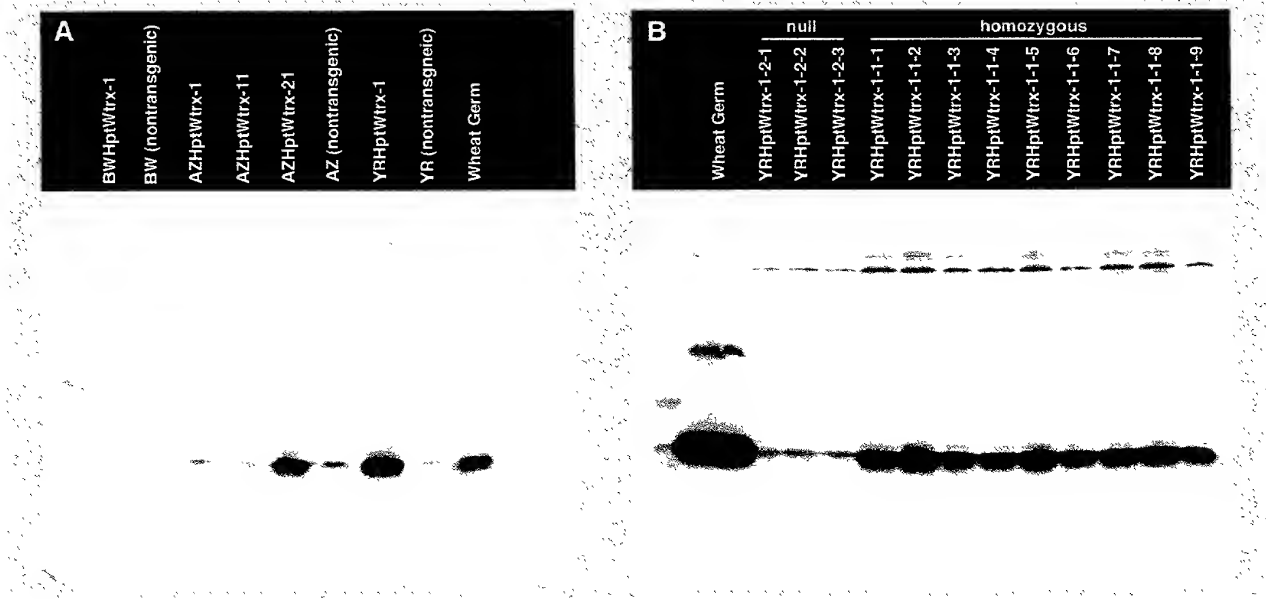 A
BWHptWtrx-1
BW (nontransgenic)
AZHptWtrx-1
AZHptWtrx-11
AZHptWtrx-21
AZ (nontransgenic)
YRHptWtrx-1
YR (nontransgneic)
Wheat Germ
B
null
homozygous
Wheat Germ
YRHptWtrx-1-2-1
YRHptWtrx-1-2-2
YRHptWtrx-1-2-3
YRHptWtrx-1-1-1
YRHptWtrx-1-1-2
YRHptWtrx-1-1-3
YRHptWtrx-1-1-4
YRHptWtrx-1-1-5
YRHptWtrx-1-1-6
YRHptWtrx-1-1-7
YRHptWtrx-1-1-8
YRHptWtrx-1-1-9